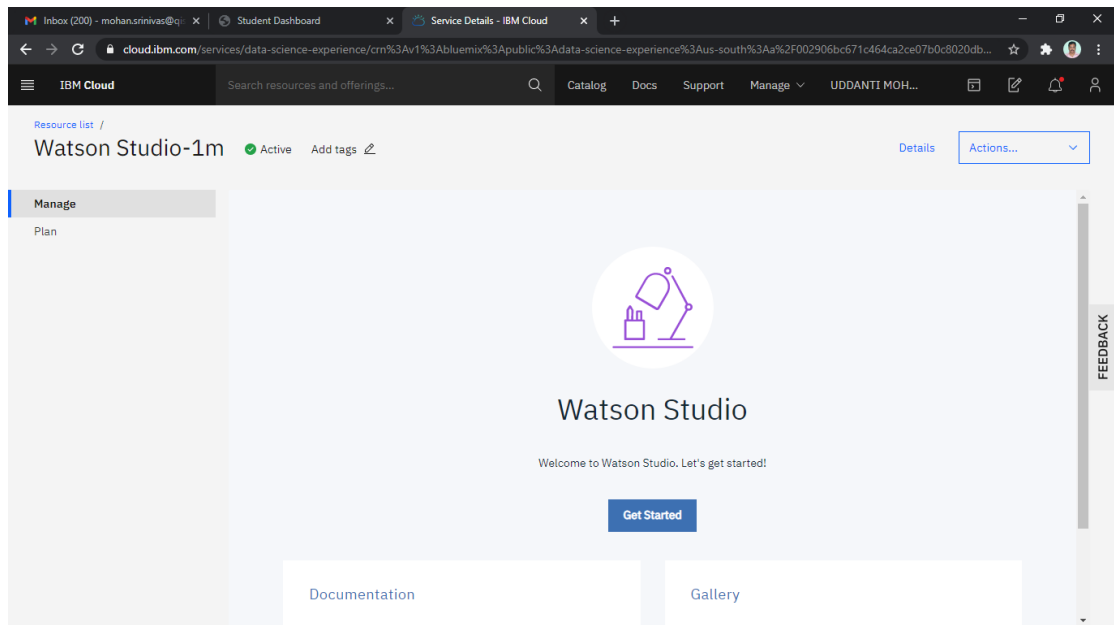 Inbox (200) - mohan.srinivas@qi
Student Dashboard
Service Details - IBM Cloud
cloud.ibm.com/services/data-science-experience/crn%3Av1%3Abluemix%3Apublic%3Adata-science-experience%3Aus-south%3Aa%2F002906bc671c464ca2ce07b0c8020db...
IBM Cloud
Search resources and offerings...
Catalog
Docs
Support
Manage
UDDANTI MOH...
Resource list /
Watson Studio-1m
Active
Add tags
Details
Actions...
Manage
Plan
FEEDBACK
Watson Studio
Welcome to Watson Studio. Let's get started!
Get Started
Documentation
Gallery